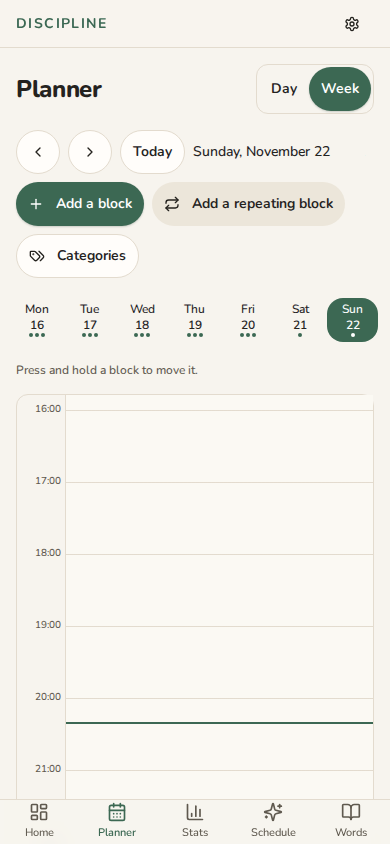 DISCIPLINE
Planner
Day Week
Today Sunday, November 22
Add a block Add a repeating block
Categories
Mon Tue Wed Thu Fri Sat Sun
16 17 18 19 20 21 22
Press and hold a block to move it.
16:00
17:00
18:00
19:00
20:00
21:00
Home Planner Stats Schedule Words